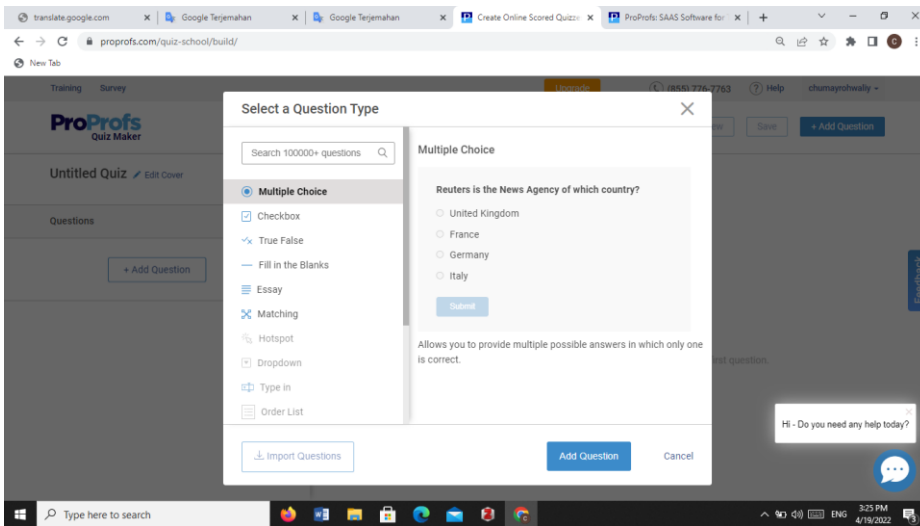 translate.google.com
Google Terjemahan
Google Terjemahan
Create Online Scored Quizze
ProProfs: SAAS Software for
proprofs.com/quiz-school/build/
C
New Tab
Training
Survey
Upgrade
(855) 776-7763
Help
chumayrohwally
ProProfs
Quiz Maker
Save
+ Add Question
Untitled Quiz
Edit Cover
Questions
+ Add Question
Select a Question Type
Search 100000+ questions
Multiple Choice
Checkbox
True False
Fill in the Blanks
Essay
Matching
Hotspot
Dropdown
Type in
Order List
Multiple Choice
Reuters is the News Agency of which country?
United Kingdom
France
Germany
Italy
Submit
Allows you to provide multiple possible answers in which only one
is correct.
Import Questions
Add Question
Cancel
first question
Feedback
Hi - Do you need any help today?
Type here to search
ENG
3:25 PM
4/19/2022